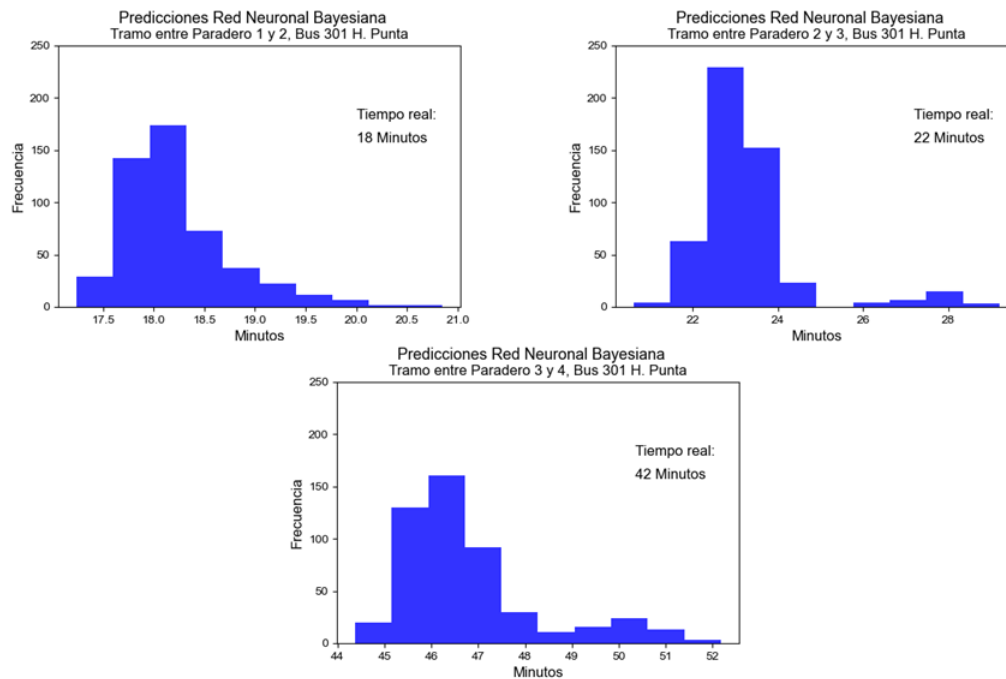 Predicciones Red Neuronal Bayesiana
Tramo entre Paradero 1 y 2, Bus 301 H. Punta
250
200
150
100
50
0
Frecuencia
Tiempo real:
18 Minutos
17.5 18.0 18.5 19.0 19.5 20.0 20.5 21.0
Minutos
Predicciones Red Neuronal Bayesiana
Tramo entre Paradero 2 y 3, Bus 301 H. Punta
250
200
150
100
50
0
Frecuencia
Tiempo real:
22 Minutos
22 24 26 28
Minutos
Predicciones Red Neuronal Bayesiana
Tramo entre Paradero 3 y 4, Bus 301 H. Punta
250
200
150
100
50
0
Frecuencia
Tiempo real:
42 Minutos
44 45 46 47 48 49 50 51 52
Minutos